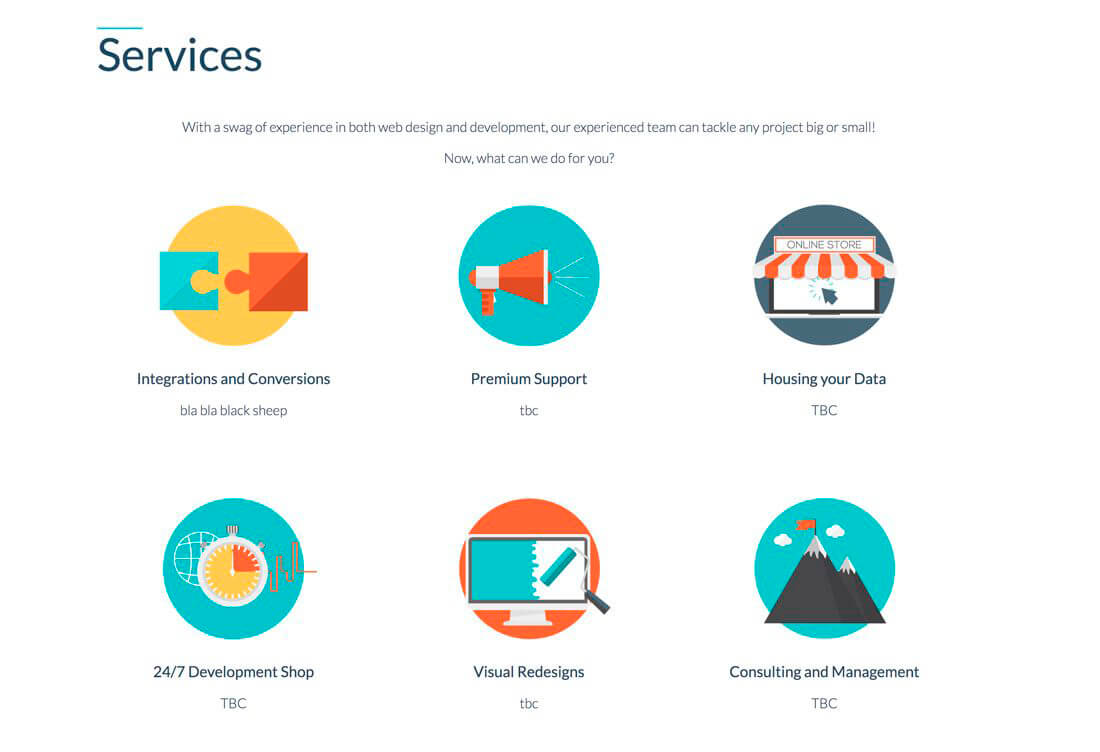 Services
With a swag of experience in both web design and development, our experienced team can tackle any project big or small!
Now, what can we do for you?
ONLINE STORE
Integrations and Conversions
bla bla black sheep
Premium Support
tbc
Housing your Data
TBC
24/7 Development Shop
TBC
Visual Redesigns
tbc
Consulting and Management
TBC